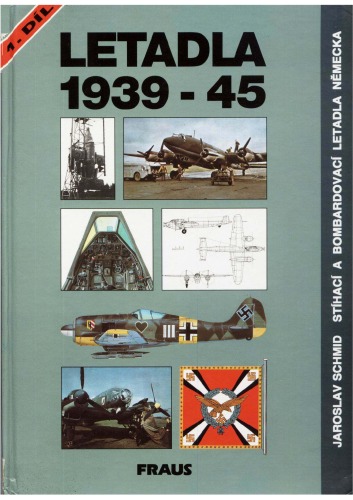 1. DÍL
LETADLA
1939 - 45
JAROSLAV SCHMID STÍHACÍ A BOMBARDOVACÍ LETADLA NĚMECKA
FRAUS